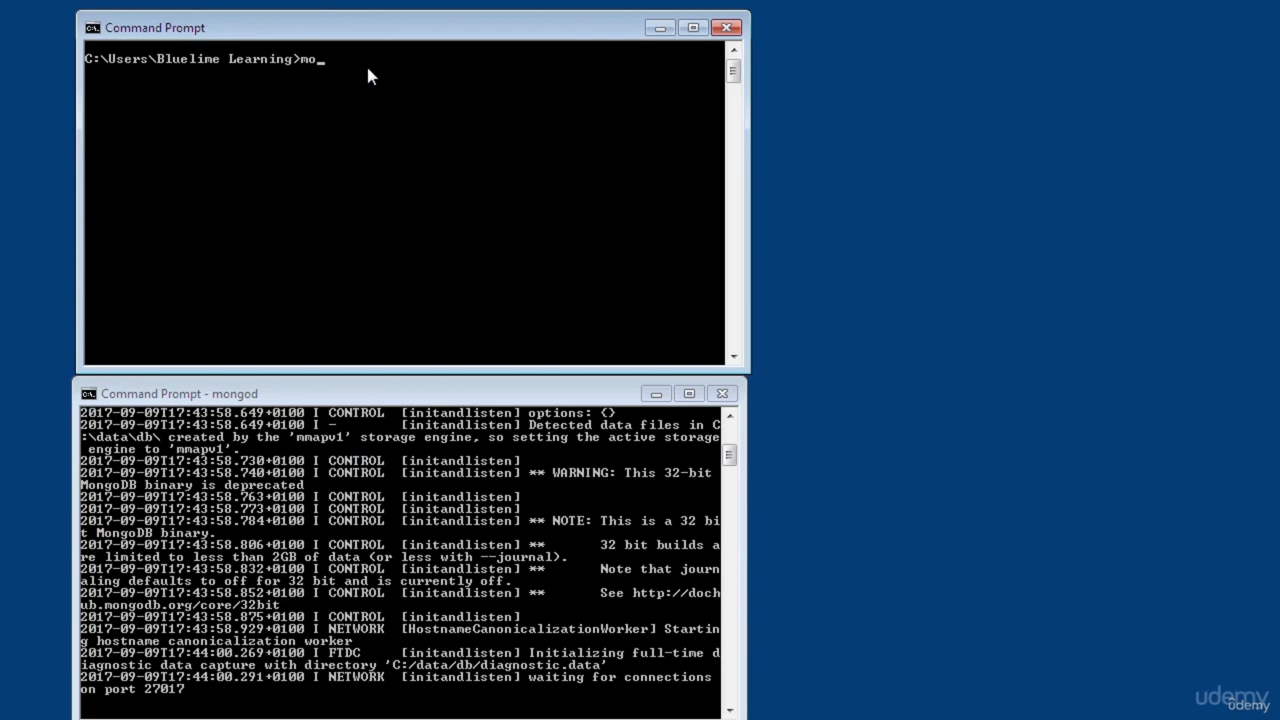 Command Prompt
C:\Users\Bluelime Learning>mo_
Command Prompt - mongod
2017-09-09T17:43:58.649+0100 I CONTROL  [initandlisten] options: {}
2017-09-09T17:43:58.649+0100 I -        [initandlisten] Detected data files in C
:\data\db\ created by the 'mmapv1' storage engine, so setting the active storage
 engine to 'mmapv1'.
2017-09-09T17:43:58.730+0100 I CONTROL  [initandlisten]
2017-09-09T17:43:58.740+0100 I CONTROL  [initandlisten] ** WARNING: This 32-bit
MongoDB binary is deprecated
2017-09-09T17:43:58.763+0100 I CONTROL  [initandlisten]
2017-09-09T17:43:58.773+0100 I CONTROL  [initandlisten]
2017-09-09T17:43:58.784+0100 I CONTROL  [initandlisten] ** NOTE: This is a 32 bi
t MongoDB binary.
2017-09-09T17:43:58.806+0100 I CONTROL  [initandlisten] **       32 bit builds a
re limited to less than 2GB of data (or less with --journal).
2017-09-09T17:43:58.832+0100 I CONTROL  [initandlisten] **       Note that journ
aling defaults to off for 32 bit and is currently off.
2017-09-09T17:43:58.852+0100 I CONTROL  [initandlisten] **       See http://doch
ub.mongodb.org/core/32bit
2017-09-09T17:43:58.875+0100 I CONTROL  [initandlisten]
2017-09-09T17:43:58.929+0100 I NETWORK  [HostnameCanonicalizationWorker] Startin
g hostname canonicalization worker
2017-09-09T17:44:00.269+0100 I FTDC     [initandlisten] Initializing full-time d
iagnostic data capture with directory 'C:/data/db/diagnostic.data'
2017-09-09T17:44:00.291+0100 I NETWORK  [initandlisten] waiting for connections
on port 27017
udemy
ûdemy